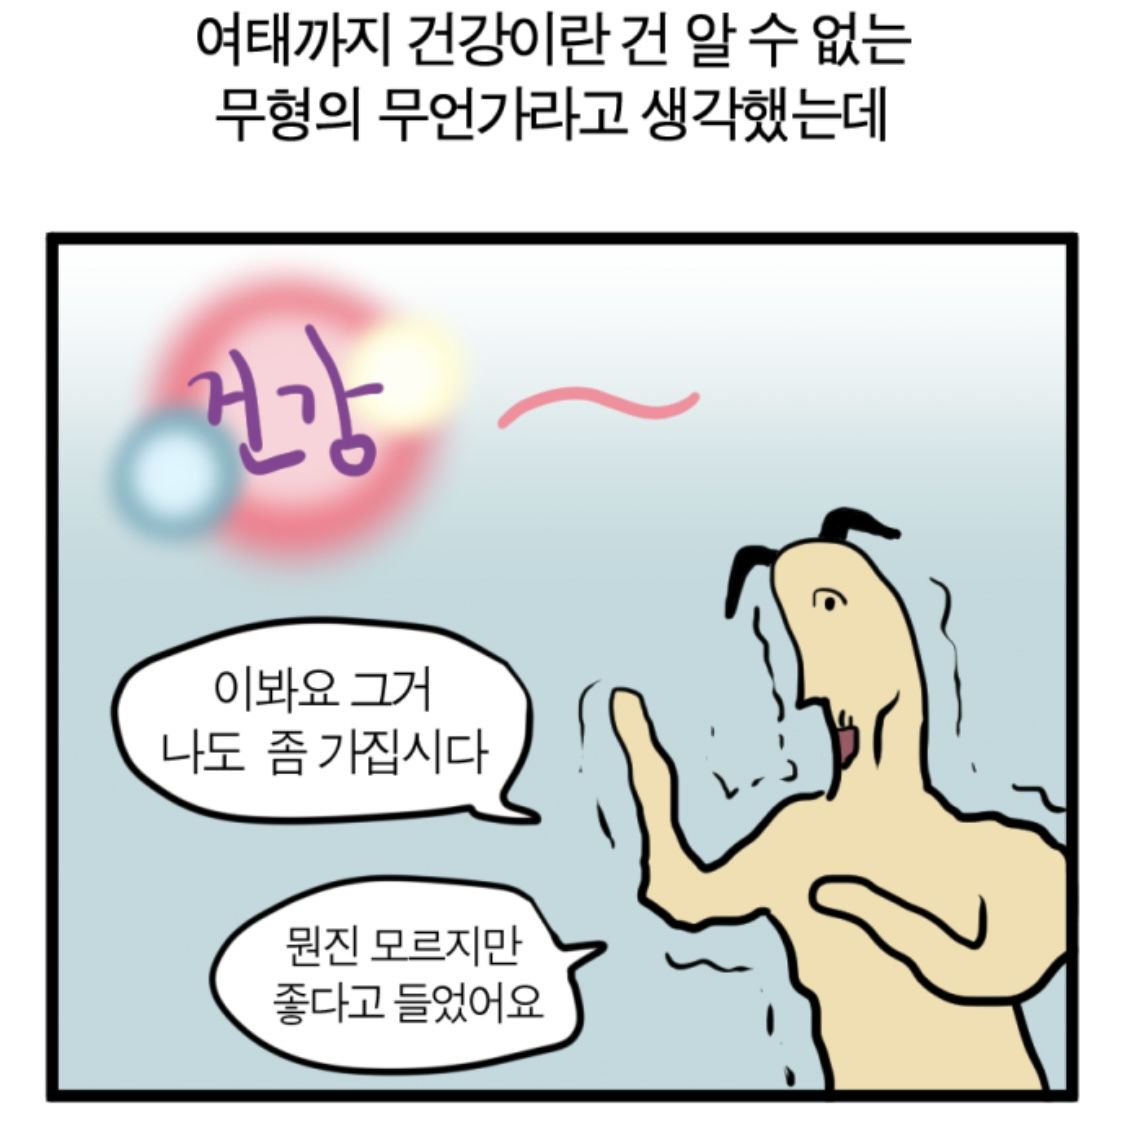 여태까지 건강이란 건 알 수 없는
무형의 무언가라고 생각했는데
건강
이봐요 그거
나도 좀 가집시다
뭔진 모르지만
좋다고 들었어요